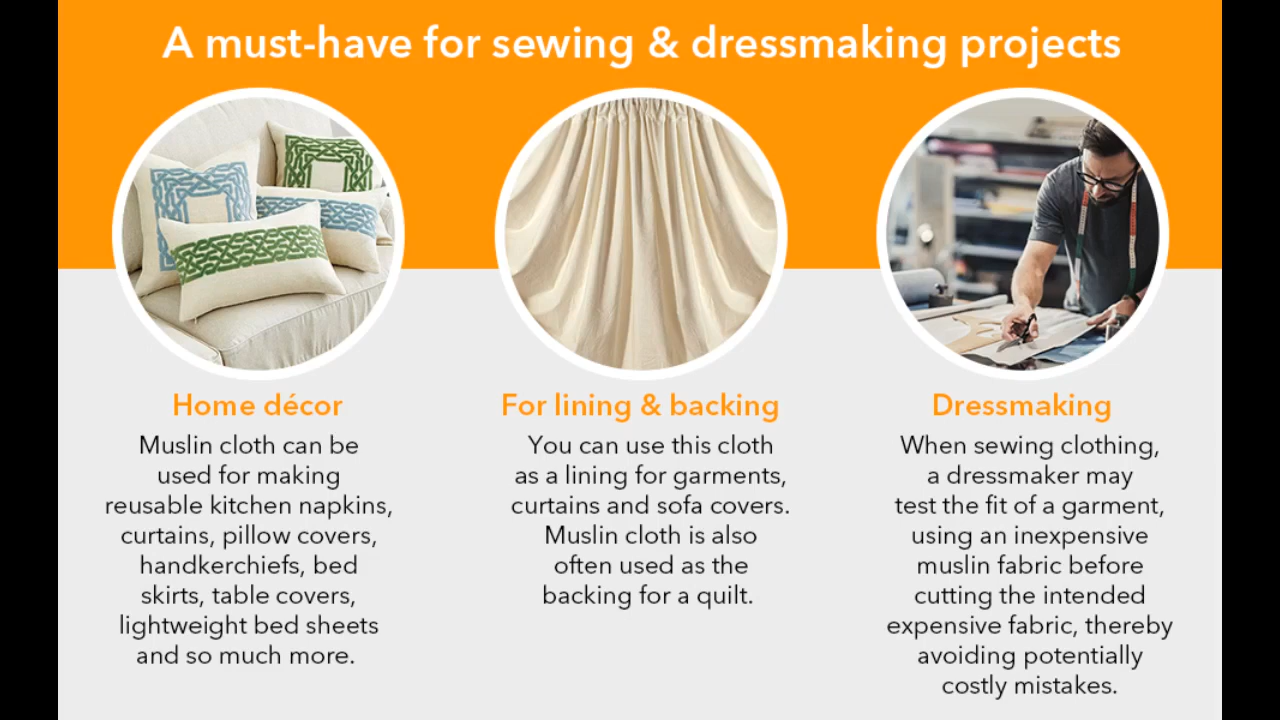 A must-have for sewing & dressmaking projects
Home décor
Muslin cloth can be
used for making
reusable kitchen napkins,
curtains, pillow covers,
handkerchiefs, bed
skirts, table covers,
lightweight bed sheets
and so much more.
For lining & backing
You can use this cloth
as a lining for garments,
curtains and sofa covers.
Muslin cloth is also
often used as the
backing for a quilt.
Dressmaking
When sewing clothing,
a dressmaker may
test the fit of a garment,
using an inexpensive
muslin fabric before
cutting the intended
expensive fabric, thereby
avoiding potentially
costly mistakes.